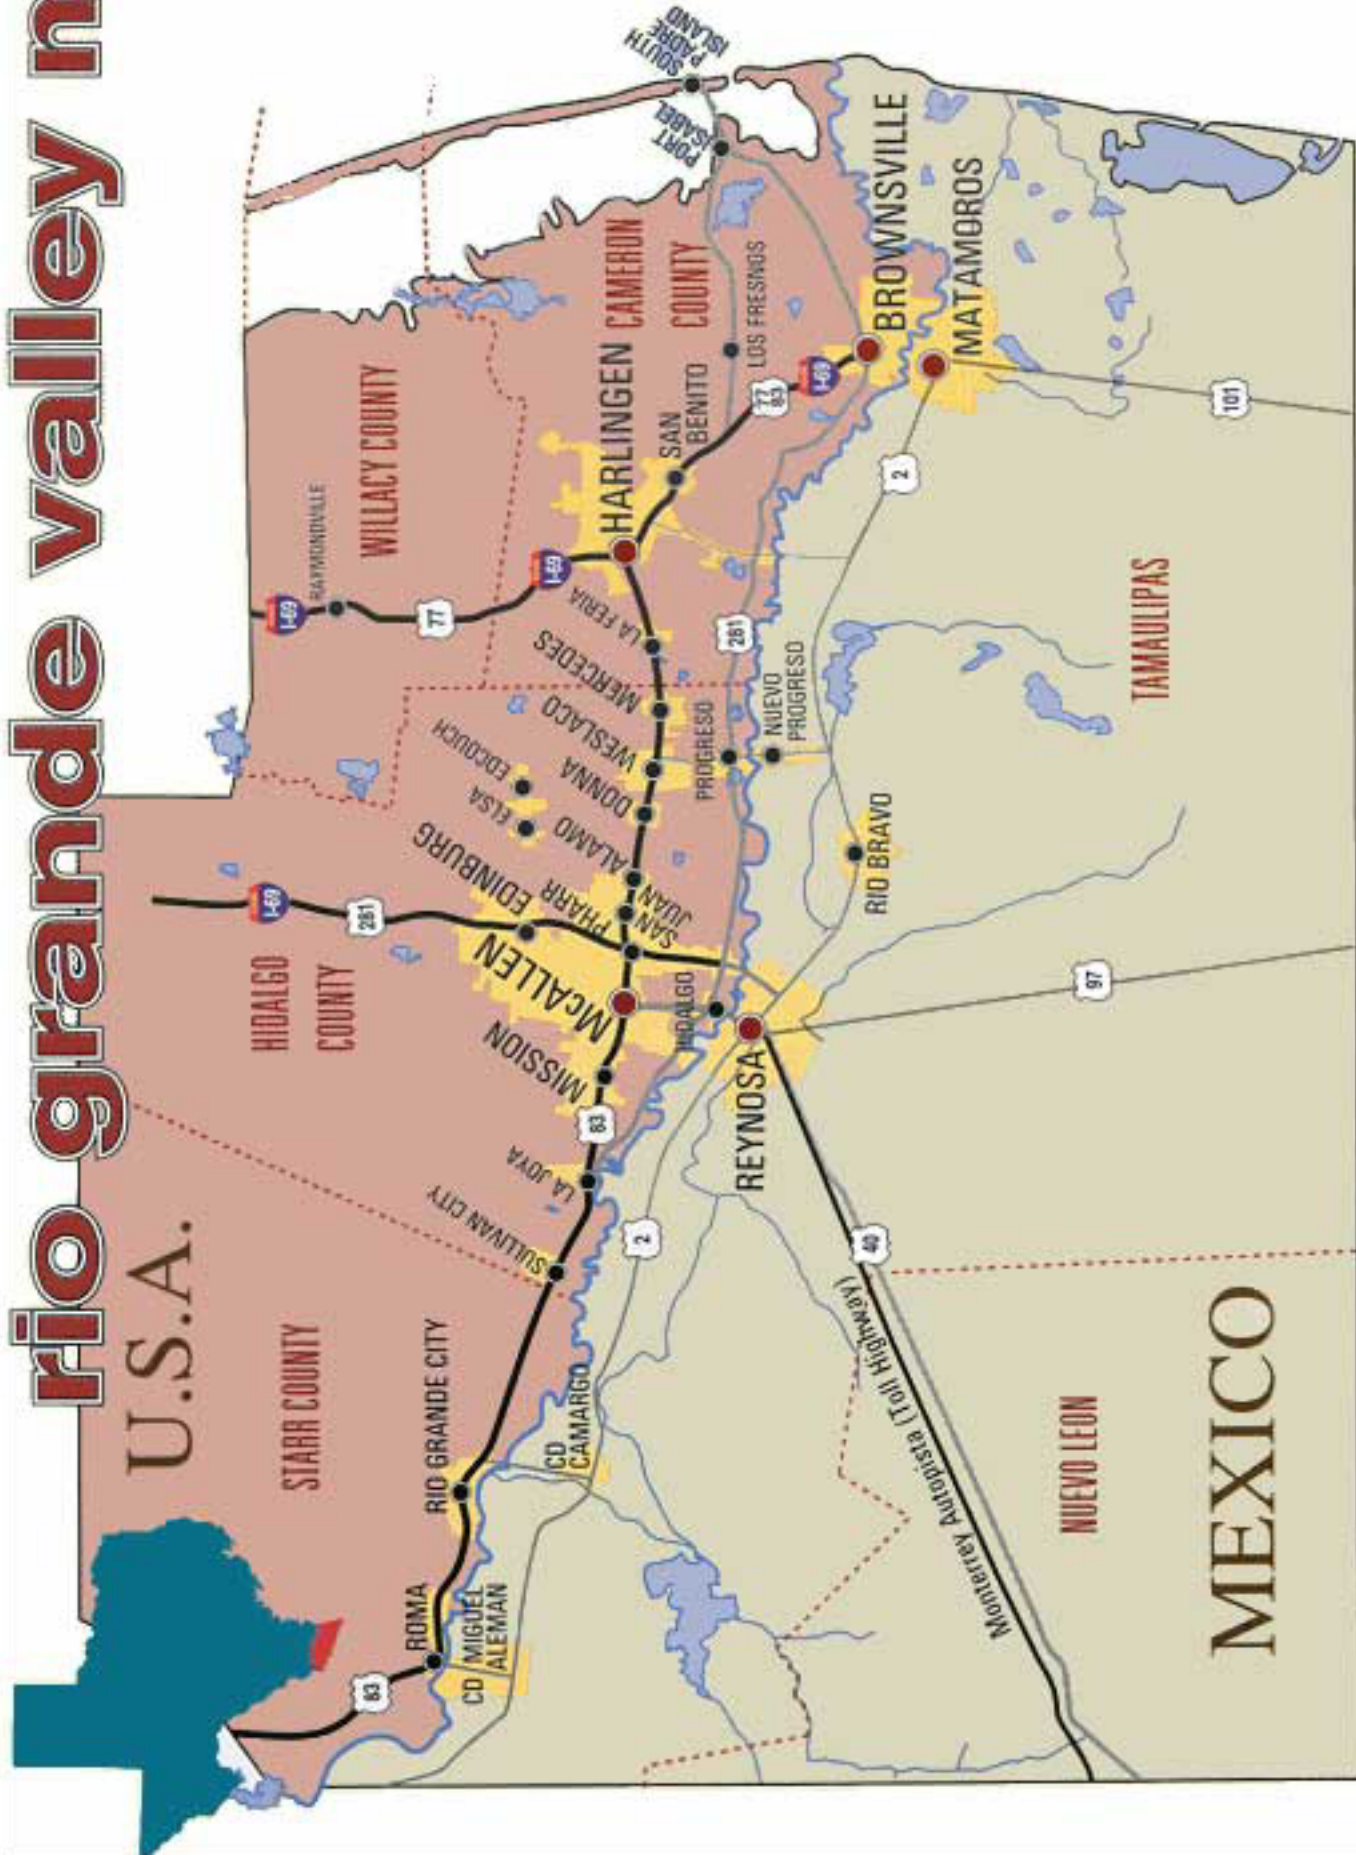 rio grande valley
U.S.A.
STARR COUNTY
HIDALGO
COUNTY
WILLACY COUNTY
CAMERON
COUNTY
I-69
RAYMONDVILLE
77
I-69
I-69
281
83
ROMA
CD MIGUEL
ALEMAN
RIO GRANDE CITY
CD
CAMARGO
SULLIVAN CITY
LA JOYA
83
MISSION
McALLEN
EDINBURG
PHARR
SAN
JUAN
ALAMO
DONNA
WESLACO
MERCEDES
LA FERIA
ELSA
EDCOUCH
HARLINGEN
SAN
BENITO
77
83
I-69
LOS FRESNOS
PORT
ISABEL
SOUTH
PADRE
ISLAND
BROWNSVILLE
MATAMOROS
HIDALGO
REYNOSA
PROGRESO
NUEVO
PROGRESO
281
RIO BRAVO
2
2
40
97
101
Monterrey Autopista (Toll Highway)
TAMAULIPAS
NUEVO LEON
MEXICO